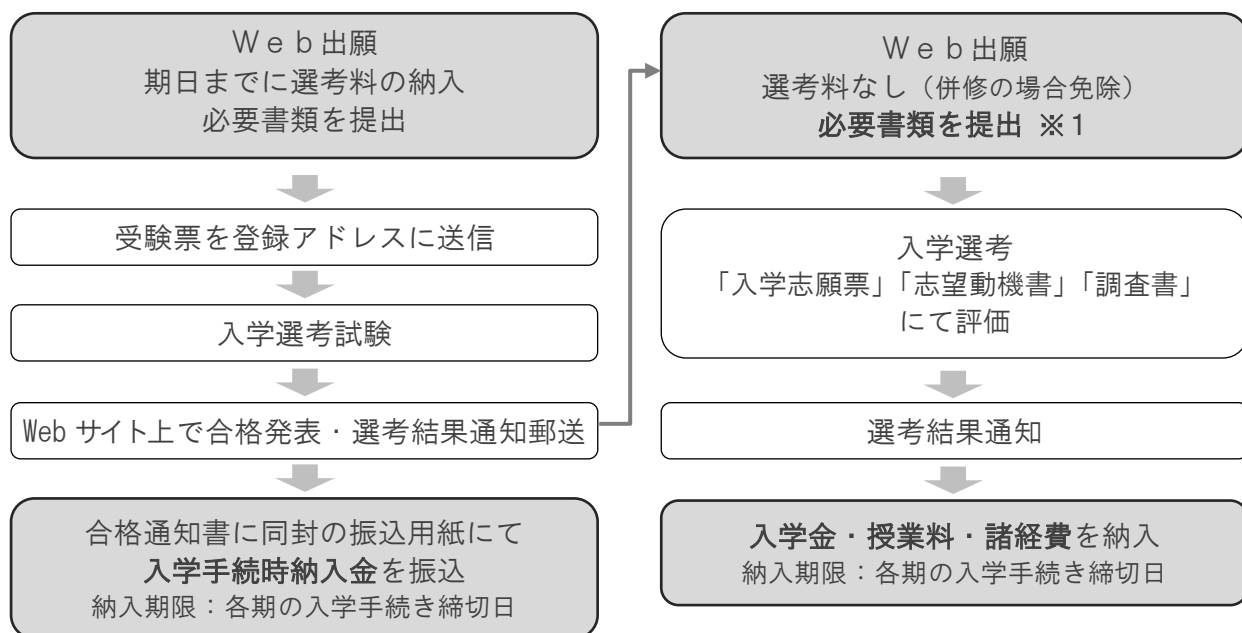 Ｗｅｂ出願
期日までに選考料の納入
必要書類を提出
受験票を登録アドレスに送信
入学選考試験
Web サイト上で合格発表・選考結果通知郵送
合格通知書に同封の振込用紙にて
入学手続時納入金を振込
納入期限：各期の入学手続き締切日
Ｗｅｂ出願
選考料なし（併修の場合免除）
必要書類を提出 ※1
入学選考
「入学志願票」「志望動機書」「調査書」
にて評価
選考結果通知
入学金・授業料・諸経費を納入
納入期限：各期の入学手続き締切日